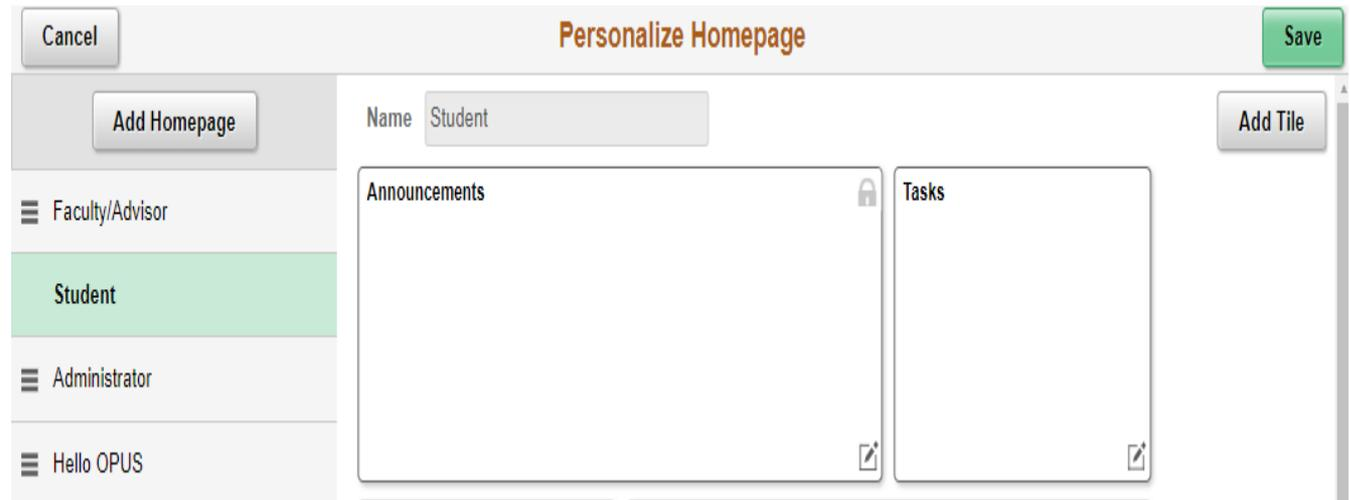 Cancel
Personalize Homepage
Save
Add Homepage
Name Student
Add Tile
Faculty/Advisor
Student
Administrator
Hello OPUS
Announcements
Tasks